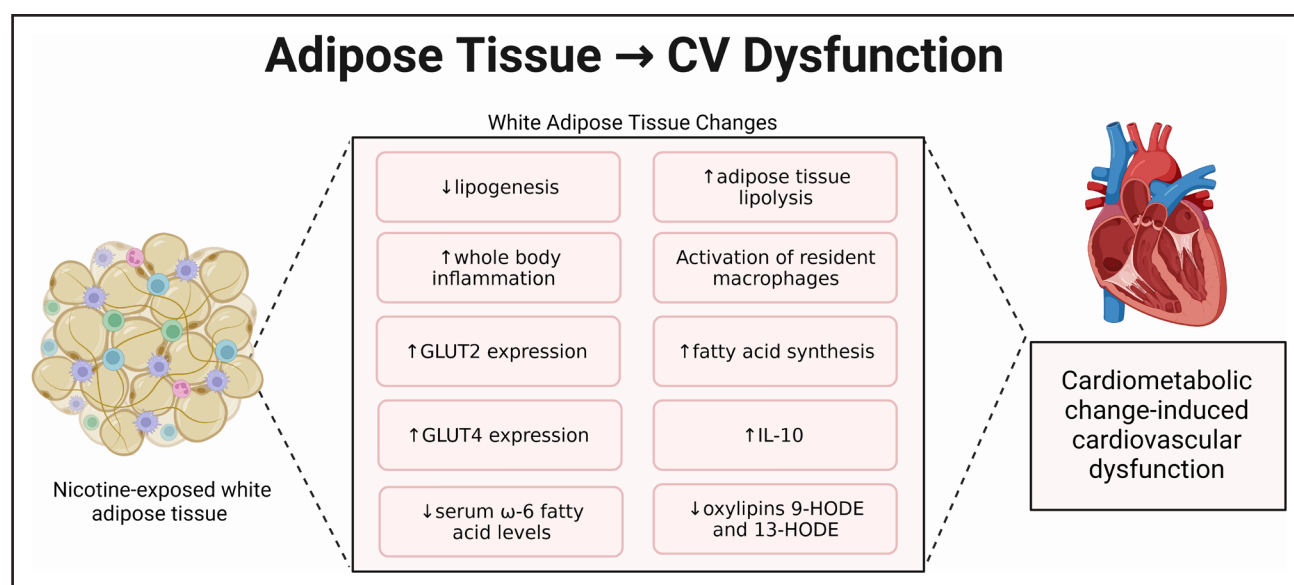 Adipose Tissue → CV Dysfunction
White Adipose Tissue Changes
↓lipogenesis
↑adipose tissue
lipolysis
↑whole body
inflammation
Activation of resident
macrophages
↑GLUT2 expression
↑fatty acid synthesis
↑GLUT4 expression
↑IL-10
↓serum ω-6 fatty
acid levels
↓oxylipins 9-HODE
and 13-HODE
Nicotine-exposed white
adipose tissue
Cardiometabolic
change-induced
cardiovascular
dysfunction